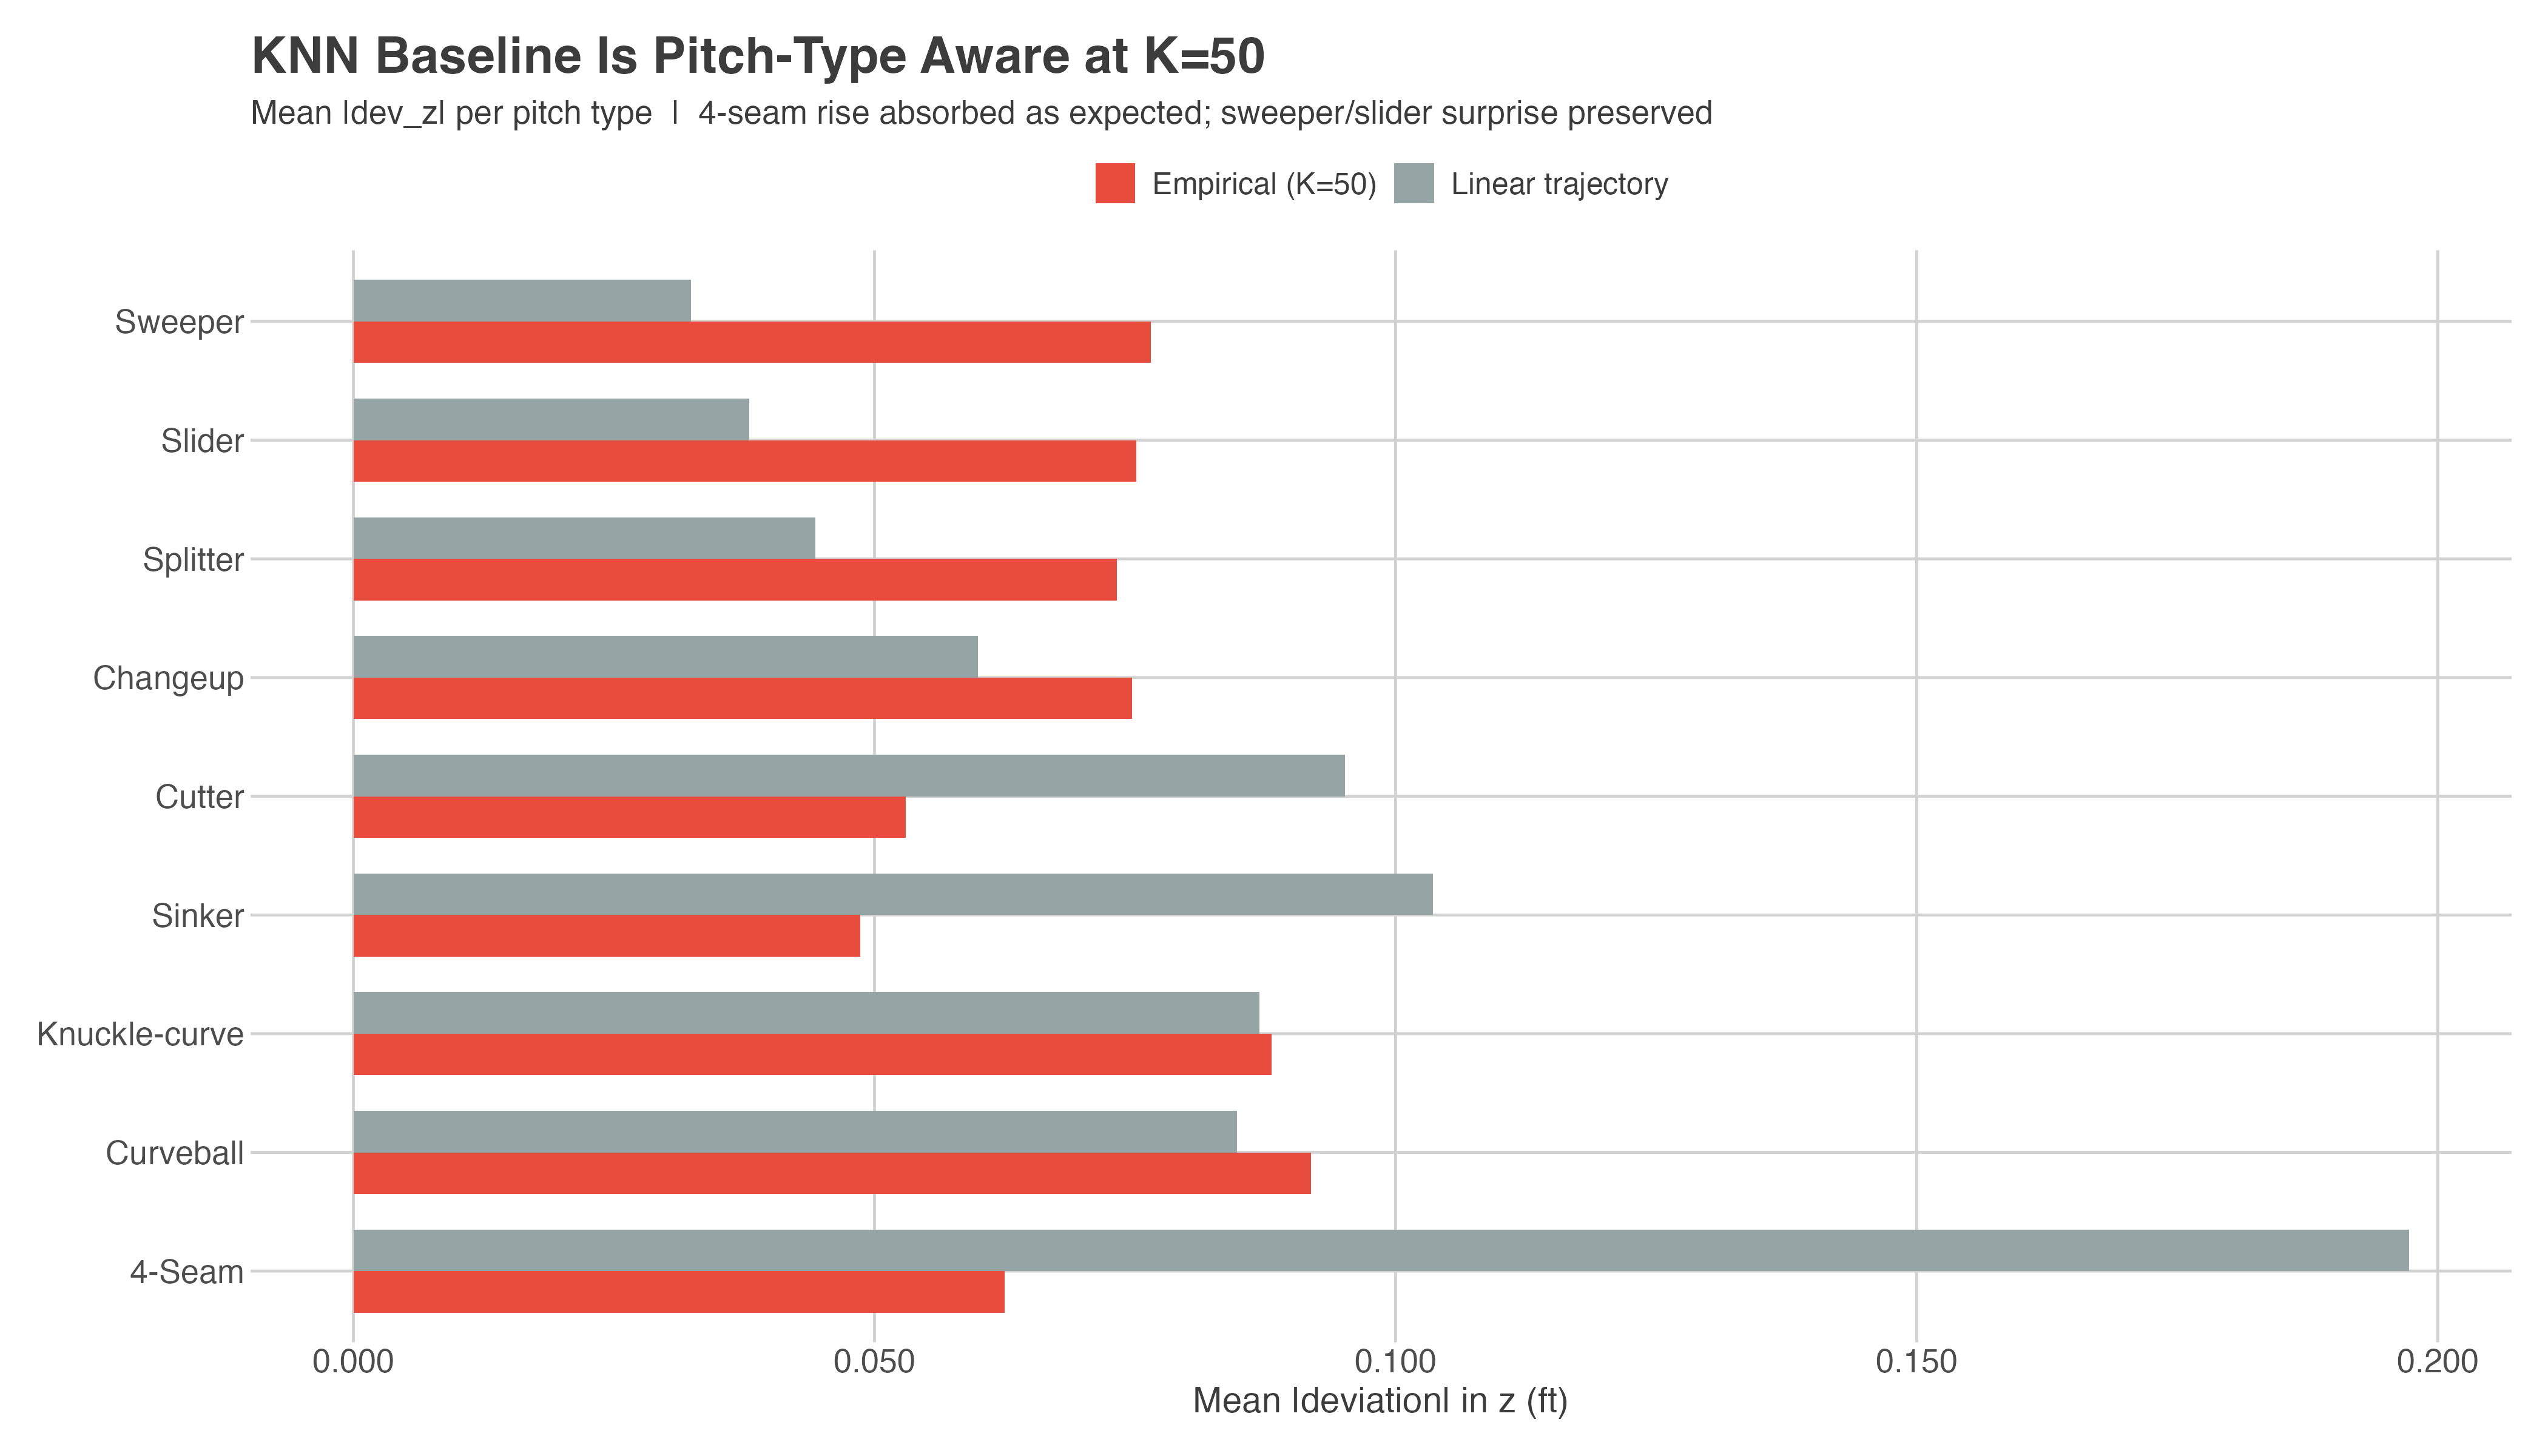 KNN Baseline Is Pitch-Type Aware at K=50
Mean |dev_z| per pitch type | 4-seam rise absorbed as expected; sweeper/slider surprise preserved
Empirical (K=50) Linear trajectory
Sweeper
Slider
Splitter
Changeup
Cutter
Sinker
Knuckle-curve
Curveball
4-Seam
0.000 0.050 0.100 0.150 0.200
Mean |deviation| in z (ft)